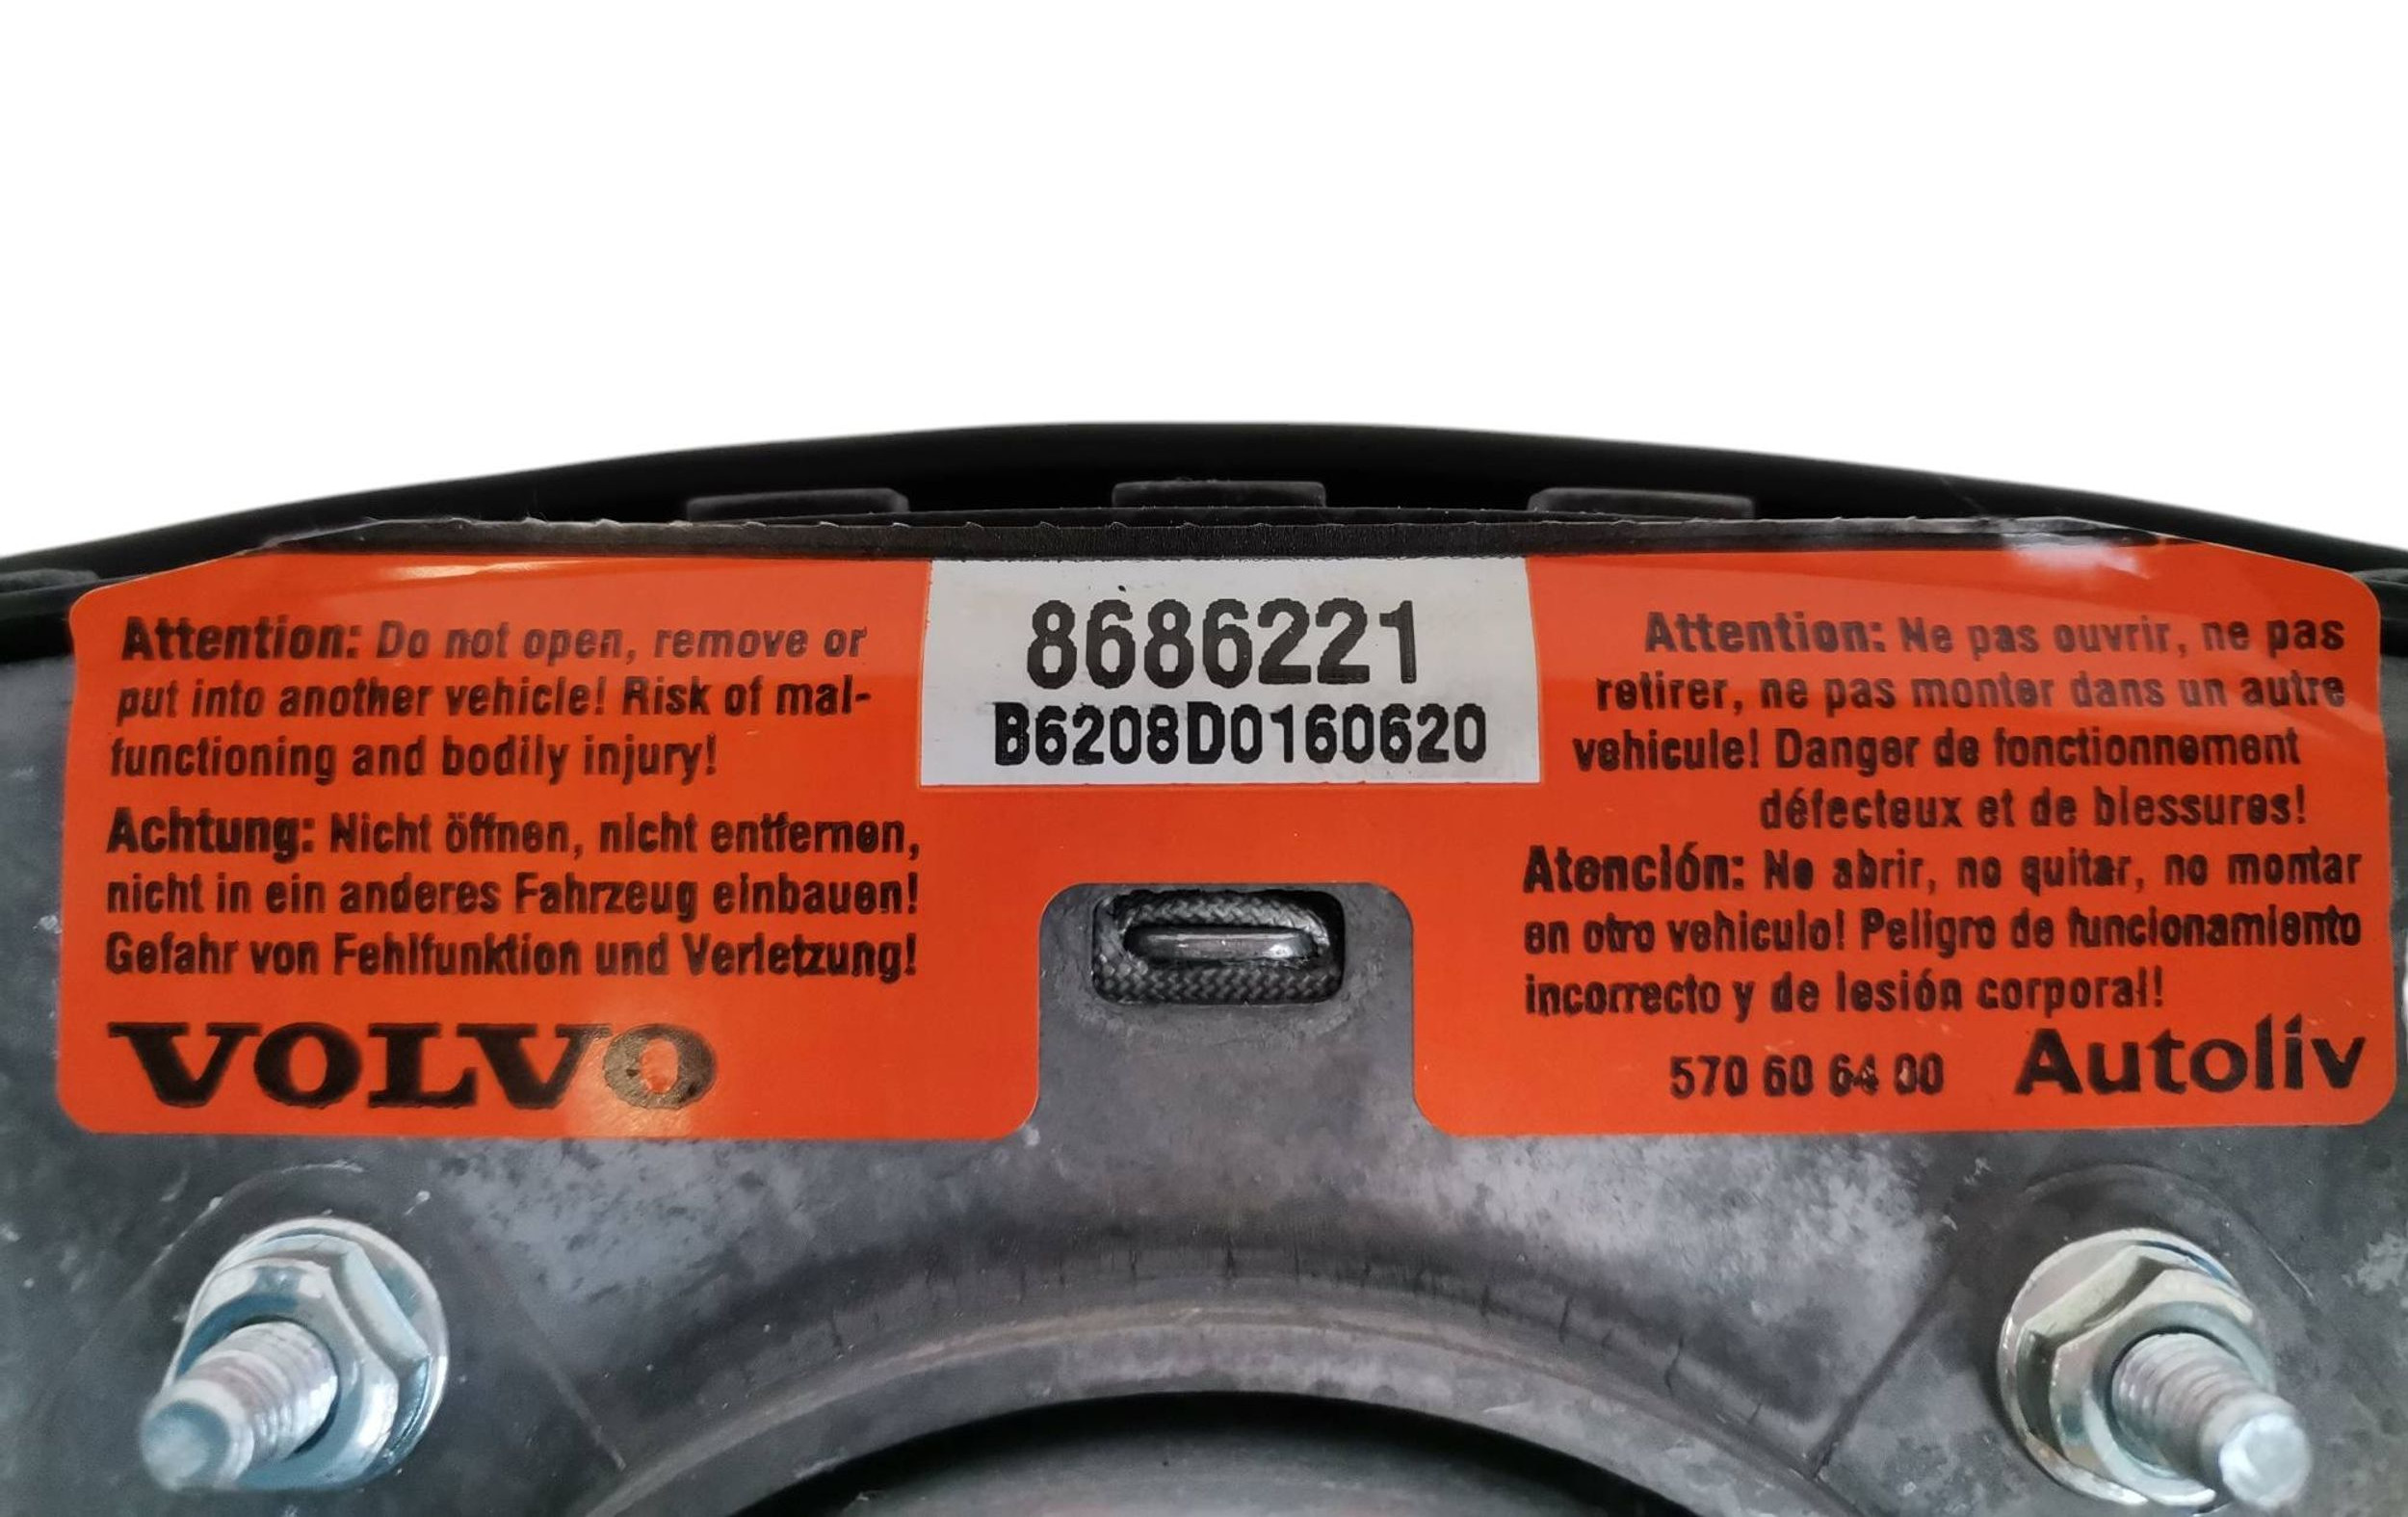 Attention: Do not open, remove or
put into another vehicle! Risk of mal-
functioning and bodily injury!
Achtung: Nicht öffnen, nicht entfernen,
nicht in ein anderes Fahrzeug einbauen!
Gefahr von Fehlfunktion und Verletzung!
VOLVO
8686221
B6208D0160620
Attention: Ne pas ouvrir, ne pas
retirer, ne pas monter dans un autre
vehicule! Danger de fonctionnement
défecteux et de blessures!
Atención: No abrir, no quitar, no montar
en otro vehiculo! Peligro de funcionamiento
incorrecto y de lesión corporal!
570 60 64 00 Autoliv